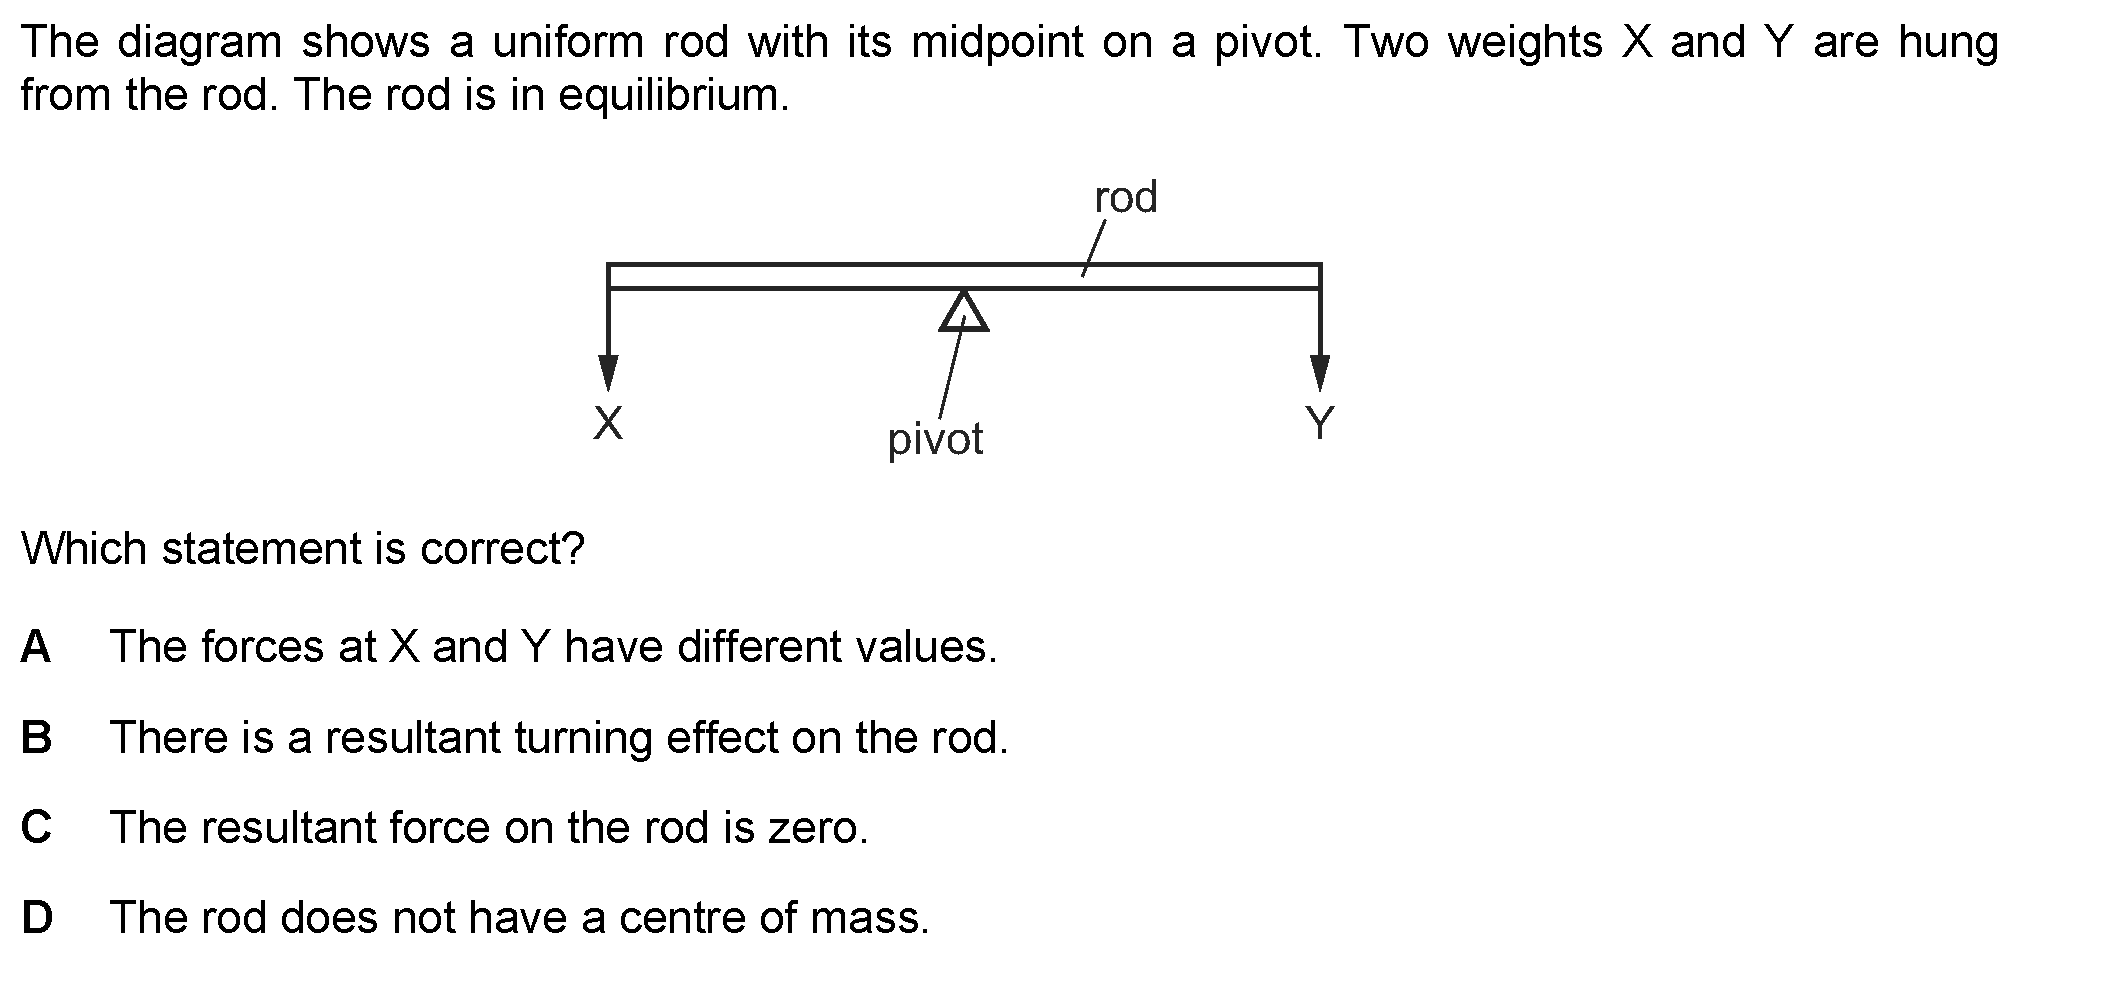 The diagram shows a uniform rod with its midpoint on a pivot. Two weights X and Y are hung
from the rod. The rod is in equilibrium.
rod
X
pivot
Y
Which statement is correct?
A The forces at X and Y have different values.
B There is a resultant turning effect on the rod.
C The resultant force on the rod is zero.
D The rod does not have a centre of mass.